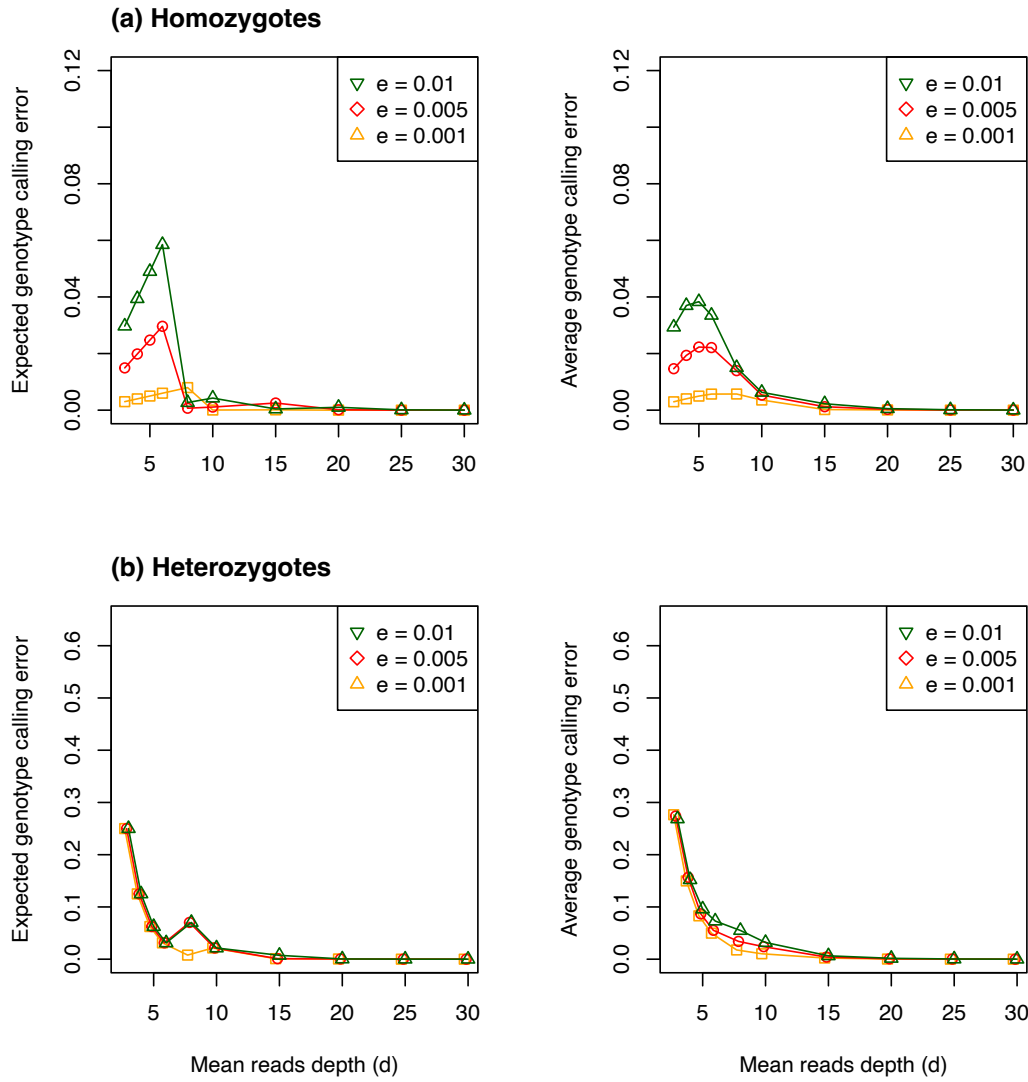 (a) Homozygotes
Expected genotype calling error
0.00
0.04
0.08
0.12
5 10 15 20 25 30
e = 0.01
e = 0.005
e = 0.001
Average genotype calling error
0.00
0.04
0.08
0.12
5 10 15 20 25 30
e = 0.01
e = 0.005
e = 0.001
(b) Heterozygotes
Expected genotype calling error
0.0
0.1
0.2
0.3
0.4
0.5
0.6
5 10 15 20 25 30
Mean reads depth (d)
e = 0.01
e = 0.005
e = 0.001
Average genotype calling error
0.0
0.1
0.2
0.3
0.4
0.5
0.6
5 10 15 20 25 30
Mean reads depth (d)
e = 0.01
e = 0.005
e = 0.001